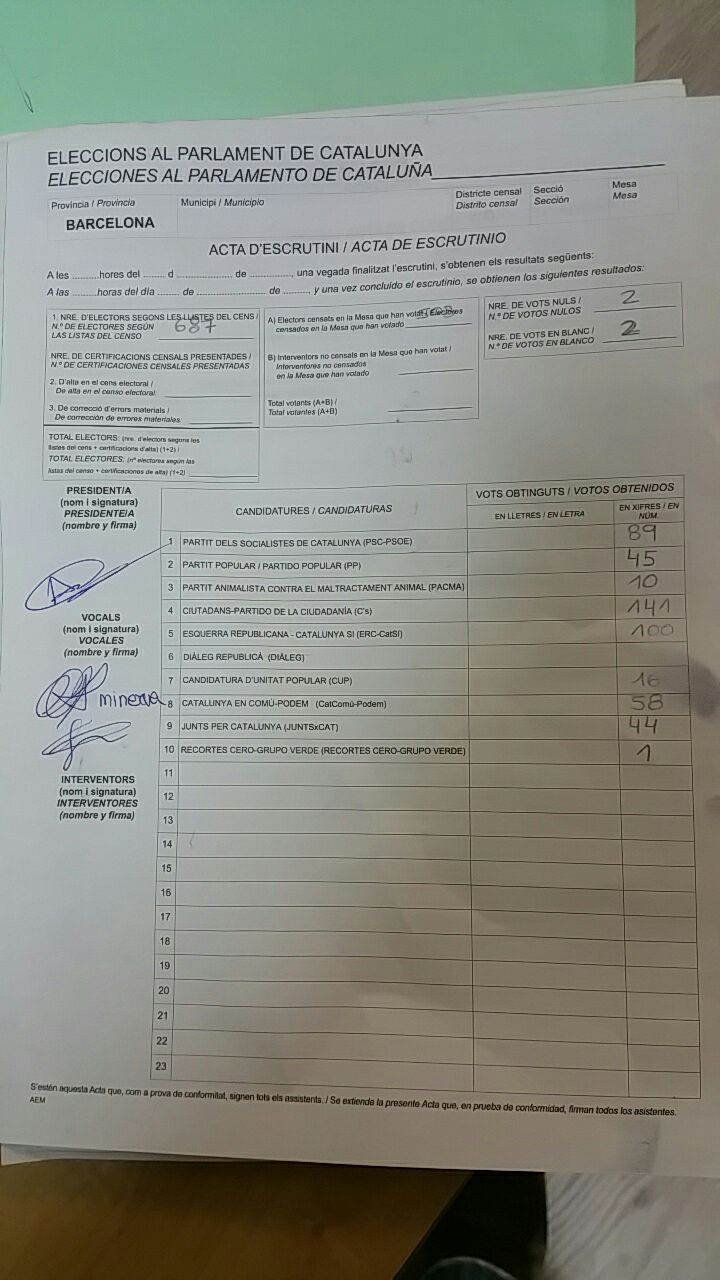 ELECCIONS AL PARLAMENT DE CATALUNYA
ELECCIONES AL PARLAMENTO DE CATALUÑA
Província / Provincia
BARCELONA
Municipi / Municipio
Districte censal
Distrito censal
Secció
Sección
Mesa
Mesa
ACTA D'ESCRUTINI / ACTA DE ESCRUTINIO
A les ..........hores del ........ d .................... de ..............., una vegada finalitzat l'escrutini, s'obtenen els resultats següents:
A las ..........horas del día ........ de .......................... de .........., y una vez concluido el escrutinio, se obtienen los siguientes resultados:
1. NRE. D'ELECTORS SEGONS LES LLISTES DEL CENS /
N.º DE ELECTORES SEGÚN
LAS LISTAS DEL CENSO
687
NRE. DE CERTIFICACIONS CENSALS PRESENTADES /
N.º DE CERTIFICACIONES CENSALES PRESENTADAS
2. D'alta en el cens electoral /
De alta en el censo electoral:
3. De correcció d'errors materials /
De corrección de errores materiales:
TOTAL ELECTORS: (nre. d'electors segons les
llistes del cens + certificacions d'alta) (1+2) /
TOTAL ELECTORES: (nº electores según las
listas del censo + certificaciones de alta) (1+2)
A) Electors censats en la Mesa que han votat / Electores
censados en la Mesa que han votado
B) Interventors no censats en la Mesa que han votat /
Interventores no censados
en la Mesa que han votado
Total votants (A+B) /
Total votantes (A+B)
NRE. DE VOTS NULS /
N.º DE VOTOS NULOS
2
NRE. DE VOTS EN BLANC /
N.º DE VOTOS EN BLANCO
2
PRESIDENT/A
(nom i signatura)
PRESIDENTE/A
(nombre y firma)
VOCALS
(nom i signatura)
VOCALES
(nombre y firma)
minerva
INTERVENTORS
(nom i signatura)
INTERVENTORES
(nombre y firma)
CANDIDATURES / CANDIDATURAS
VOTS OBTINGUTS / VOTOS OBTENIDOS
EN LLETRES / EN LETRA
EN XIFRES / EN NÚM.
1 PARTIT DELS SOCIALISTES DE CATALUNYA (PSC-PSOE) 89
2 PARTIT POPULAR / PARTIDO POPULAR (PP) 45
3 PARTIT ANIMALISTA CONTRA EL MALTRACTAMENT ANIMAL (PACMA) 10
4 CIUTADANS-PARTIDO DE LA CIUDADANÍA (C's) 141
5 ESQUERRA REPUBLICANA - CATALUNYA SÍ (ERC-CatSí) 100
6 DIÀLEG REPUBLICÀ (DIÀLEG)
7 CANDIDATURA D'UNITAT POPULAR (CUP) 16
8 CATALUNYA EN COMÚ-PODEM (CatComú-Podem) 58
9 JUNTS PER CATALUNYA (JUNTSxCAT) 44
10 RECORTES CERO-GRUPO VERDE (RECORTES CERO-GRUPO VERDE) 1
11
12
13
14
15
16
17
18
19
20
21
22
23
S'estén aquesta Acta que, com a prova de conformitat, signen tots els assistents. / Se extiende la presente Acta que, en prueba de conformidad, firman todos los asistentes.
AEM